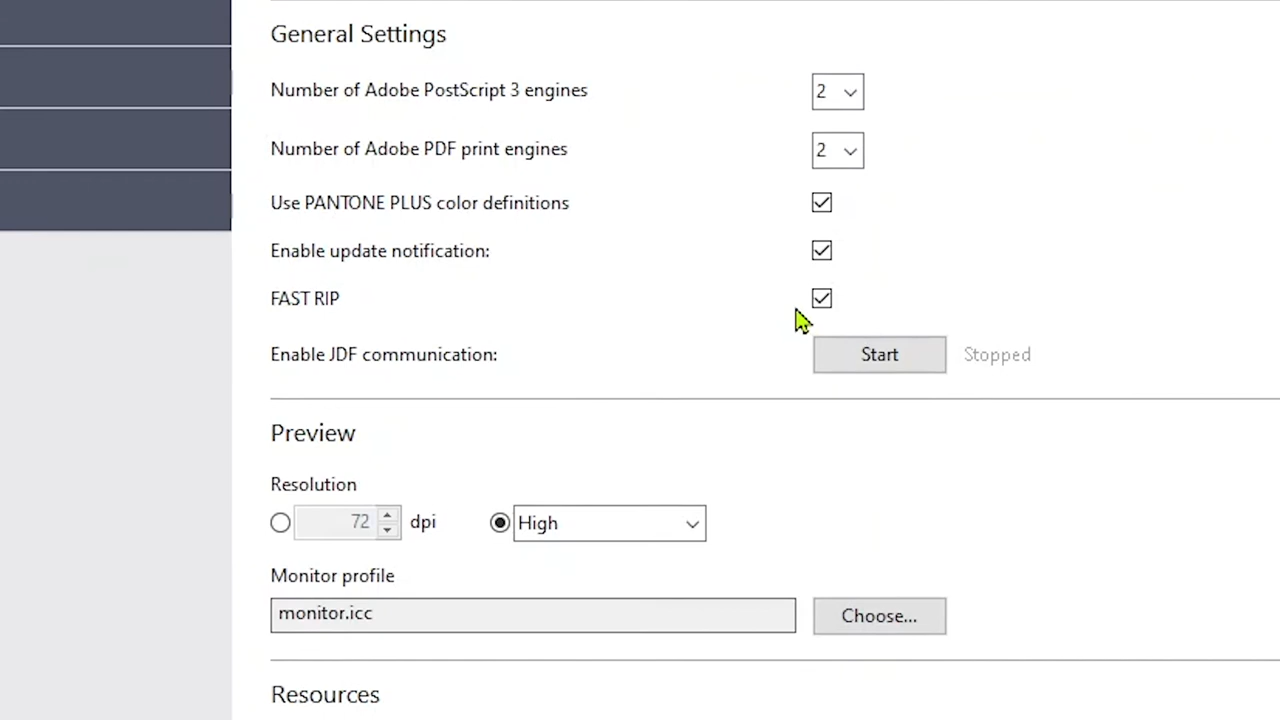 General Settings
Number of Adobe PostScript 3 engines 2
Number of Adobe PDF print engines 2
Use PANTONE PLUS color definitions
Enable update notification:
FAST RIP
Enable JDF communication: Start Stopped
Preview
Resolution
72 dpi High
Monitor profile
monitor.icc Choose...
Resources